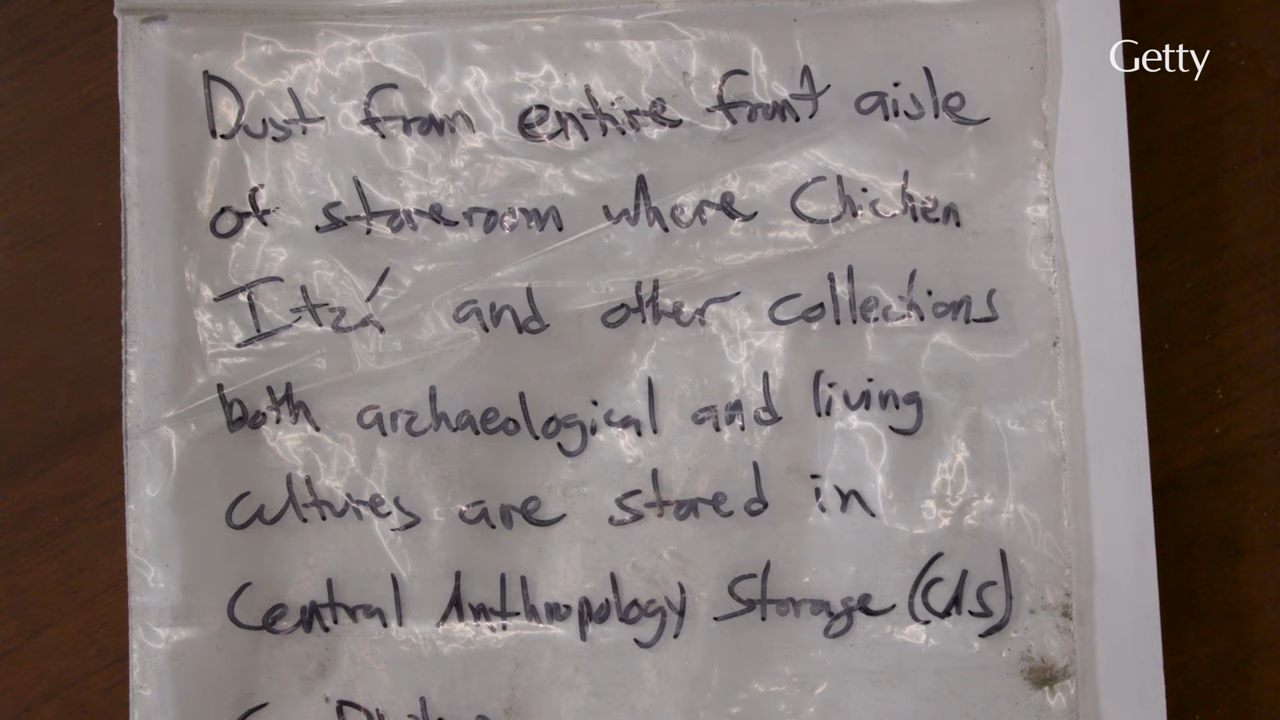 Getty
Dust from entire front aisle
of storeroom where Chichen
Itzá and other collections
both archaeological and living
cultures are stored in
Central Anthropology Storage (CAS)